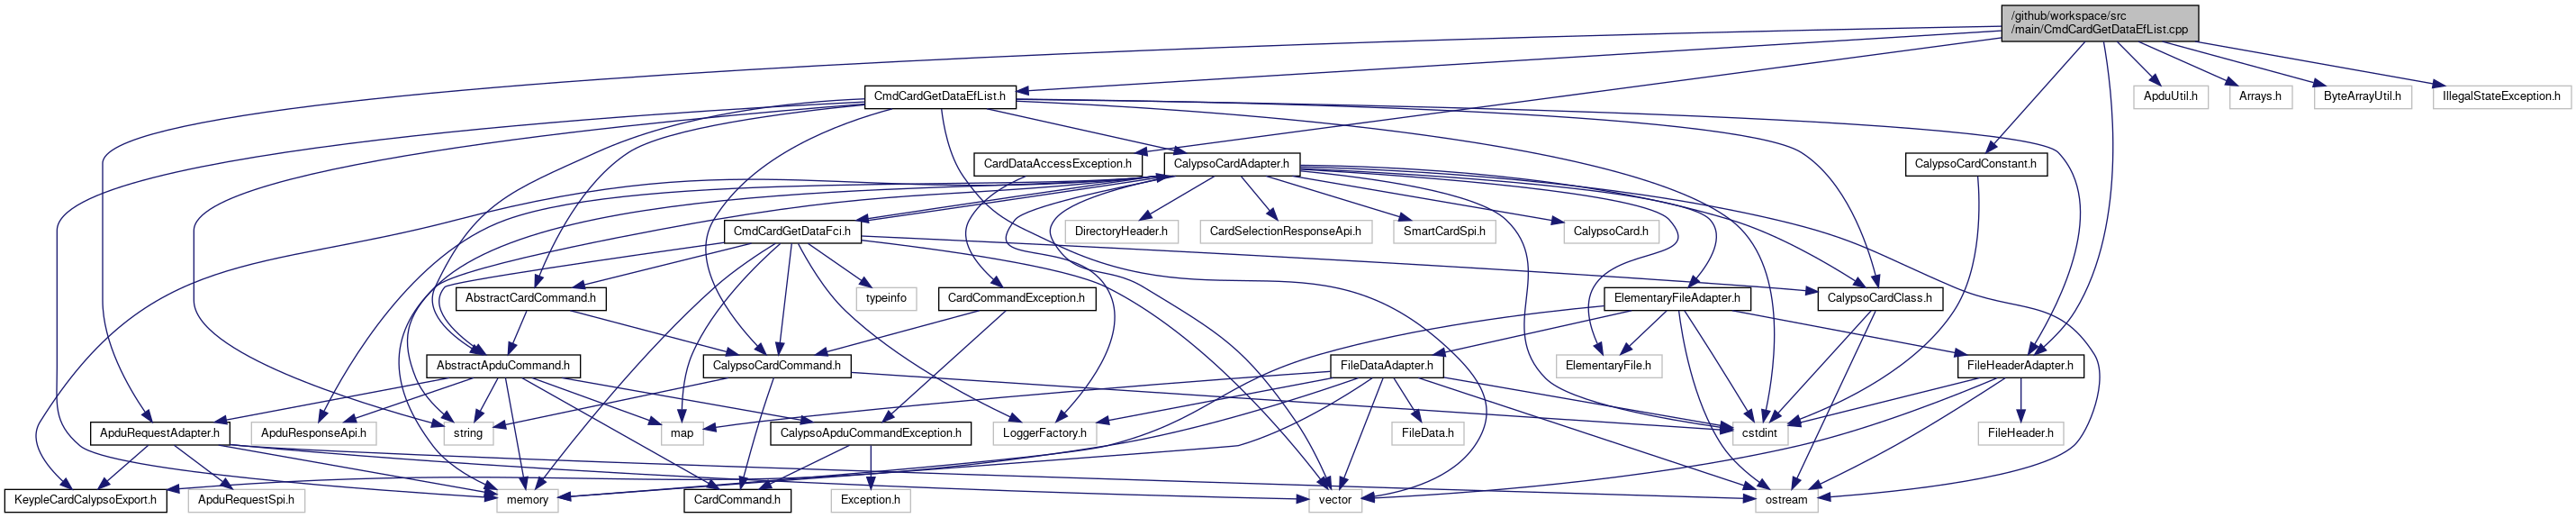 /github/workspace/src
/main/CmdCardGetDataEfList.cpp
CmdCardGetDataEfList.h
ApduUtil.h
Arrays.h
ByteArrayUtil.h
IllegalStateException.h
CardDataAccessException.h
CalypsoCardAdapter.h
CalypsoCardConstant.h
CmdCardGetDataFci.h
DirectoryHeader.h
CardSelectionResponseApi.h
SmartCardSpi.h
CalypsoCard.h
AbstractCardCommand.h
typeinfo
CardCommandException.h
ElementaryFileAdapter.h
CalypsoCardClass.h
AbstractApduCommand.h
CalypsoCardCommand.h
FileDataAdapter.h
ElementaryFile.h
FileHeaderAdapter.h
ApduRequestAdapter.h
ApduResponseApi.h
string
map
CalypsoApduCommandException.h
LoggerFactory.h
FileData.h
cstdint
FileHeader.h
KeypleCardCalypsoExport.h
ApduRequestSpi.h
memory
CardCommand.h
Exception.h
vector
ostream